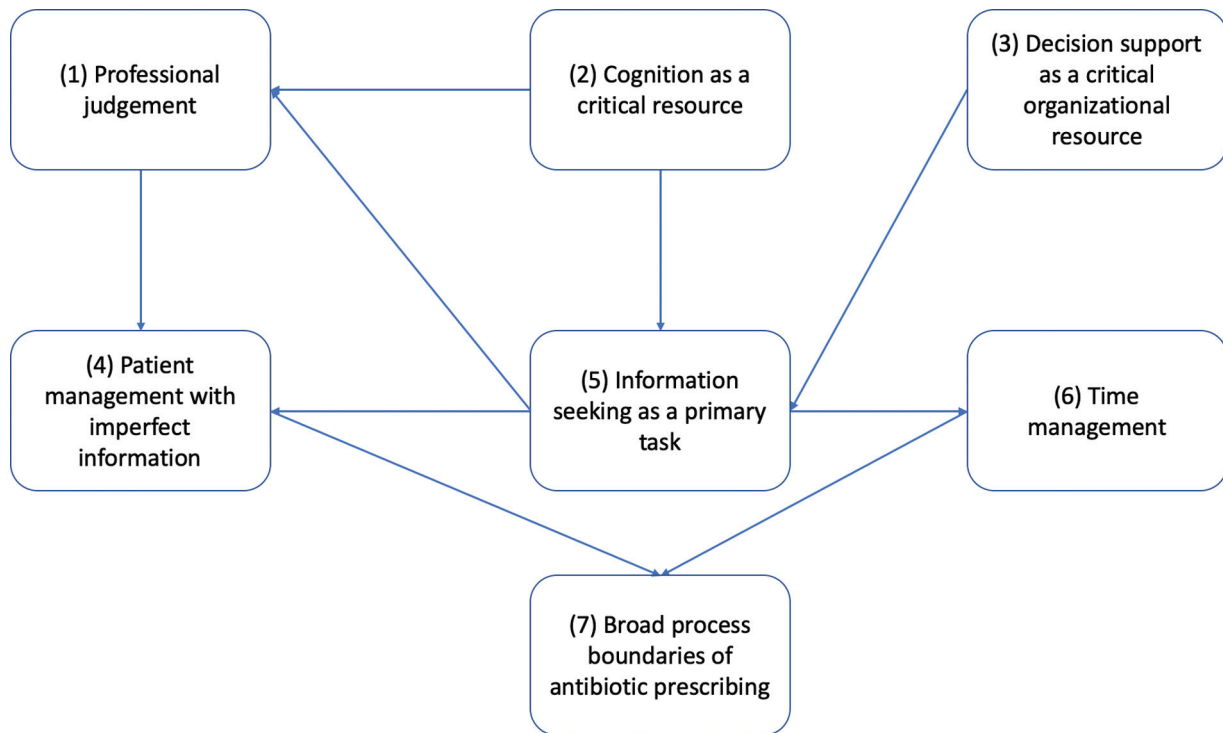 (1) Professional
judgement
(2) Cognition as a
critical resource
(3) Decision support
as a critical
organizational
resource
(4) Patient
management with
imperfect
information
(5) Information
seeking as a primary
task
(6) Time
management
(7) Broad process
boundaries of
antibiotic prescribing